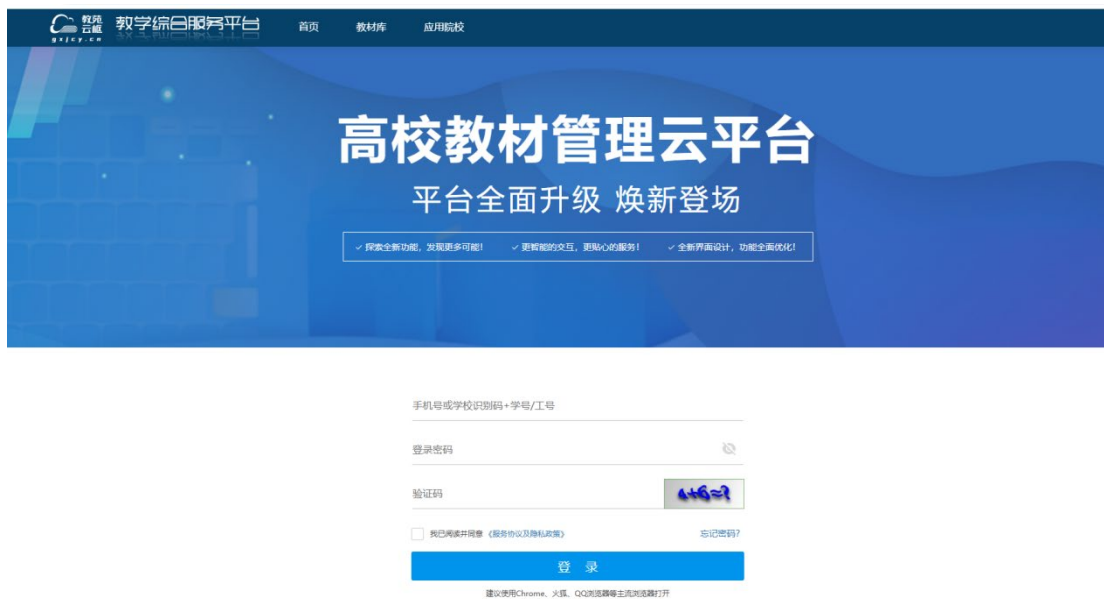 教苑云框 教学综合服务平台 首页 教材库 应用院校
gxjcy.cn
高校教材管理云平台
平台全面升级 焕新登场
✓ 探索全新功能，发现更多可能！ ✓ 更智能的交互，更贴心的服务！ ✓ 全新界面设计，功能全面优化！
手机号或学校识别码+学号/工号
登录密码
验证码 4+6=?
我已阅读并同意《服务协议及隐私政策》 忘记密码?
登 录
建议使用Chrome、火狐、QQ浏览器等主流浏览器打开